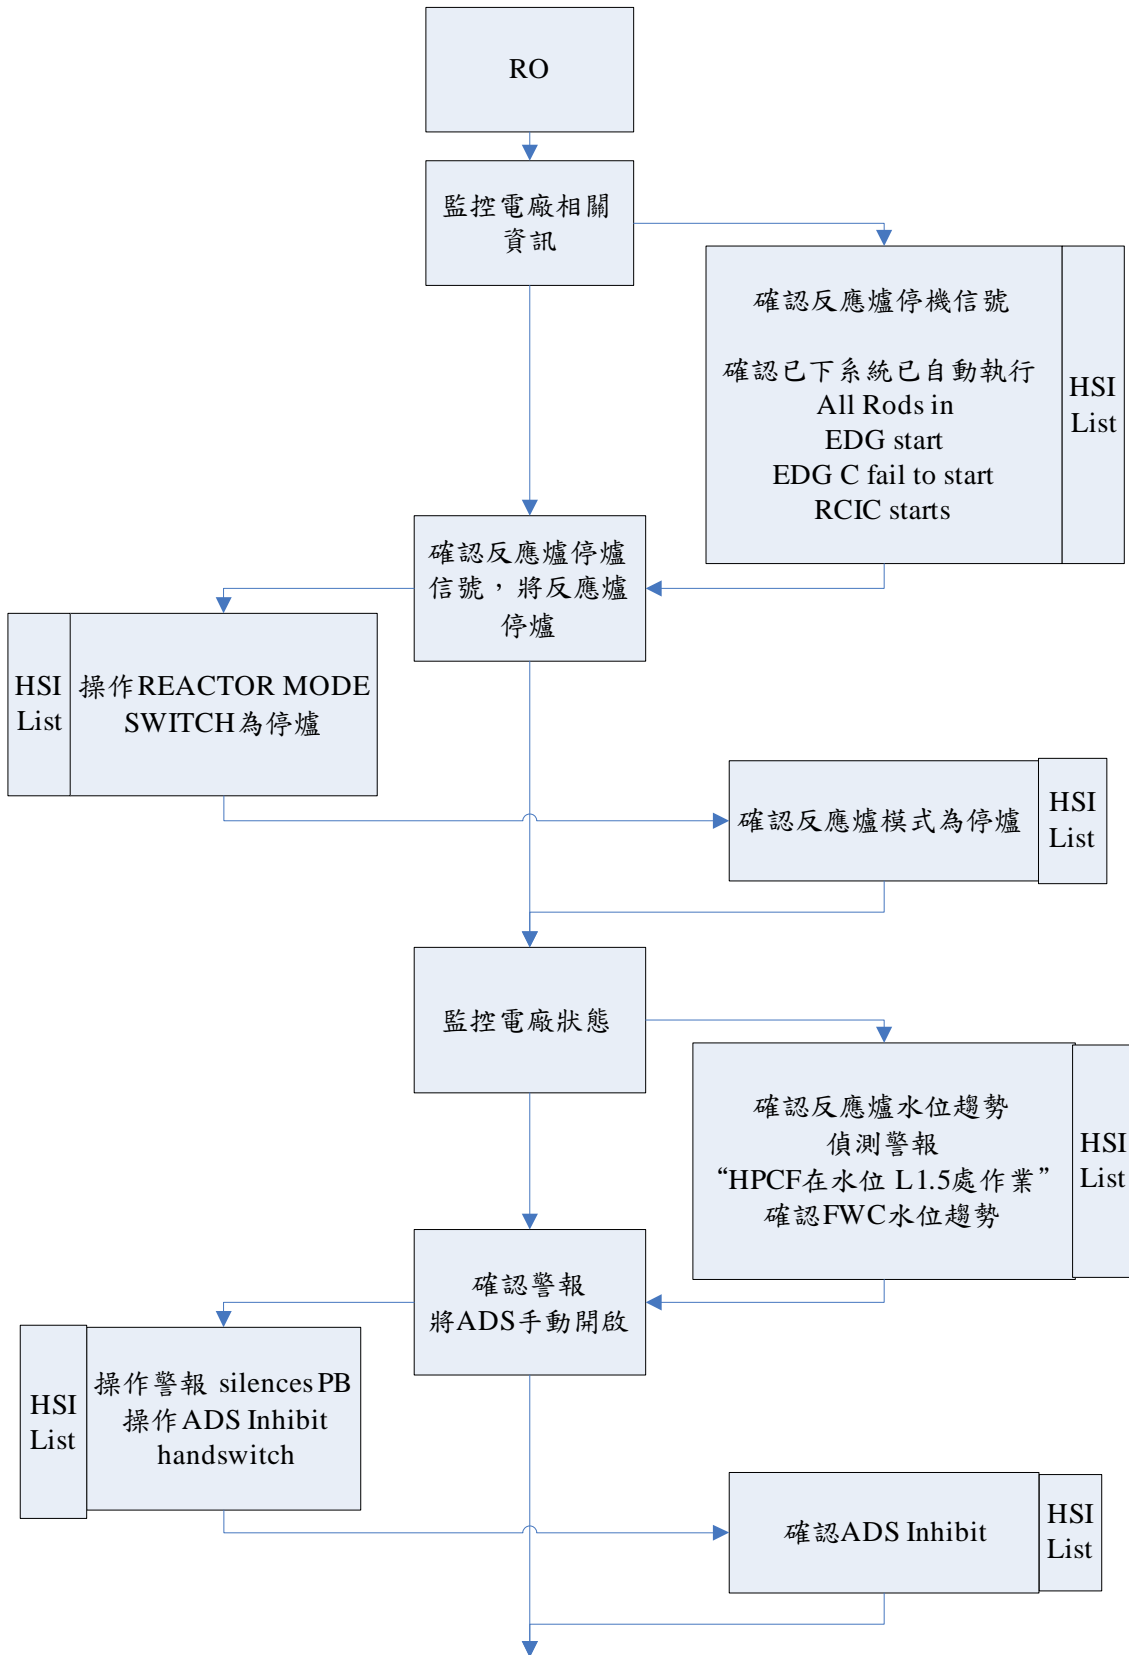 RO
監控電廠相關
資訊
確認反應爐停機信號
確認已下系統已自動執行
All Rods in
EDG start
EDG C fail to start
RCIC starts
HSI
List
確認反應爐停爐
信號，將反應爐
停爐
HSI
List
操作REACTOR MODE
SWITCH為停爐
確認反應爐模式為停爐
HSI
List
監控電廠狀態
確認反應爐水位趨勢
偵測警報
“HPCF在水位 L1.5處作業”
確認FWC水位趨勢
HSI
List
確認警報
將ADS手動開啟
HSI
List
操作警報 silences PB
操作ADS Inhibit
handswitch
確認ADS Inhibit
HSI
List